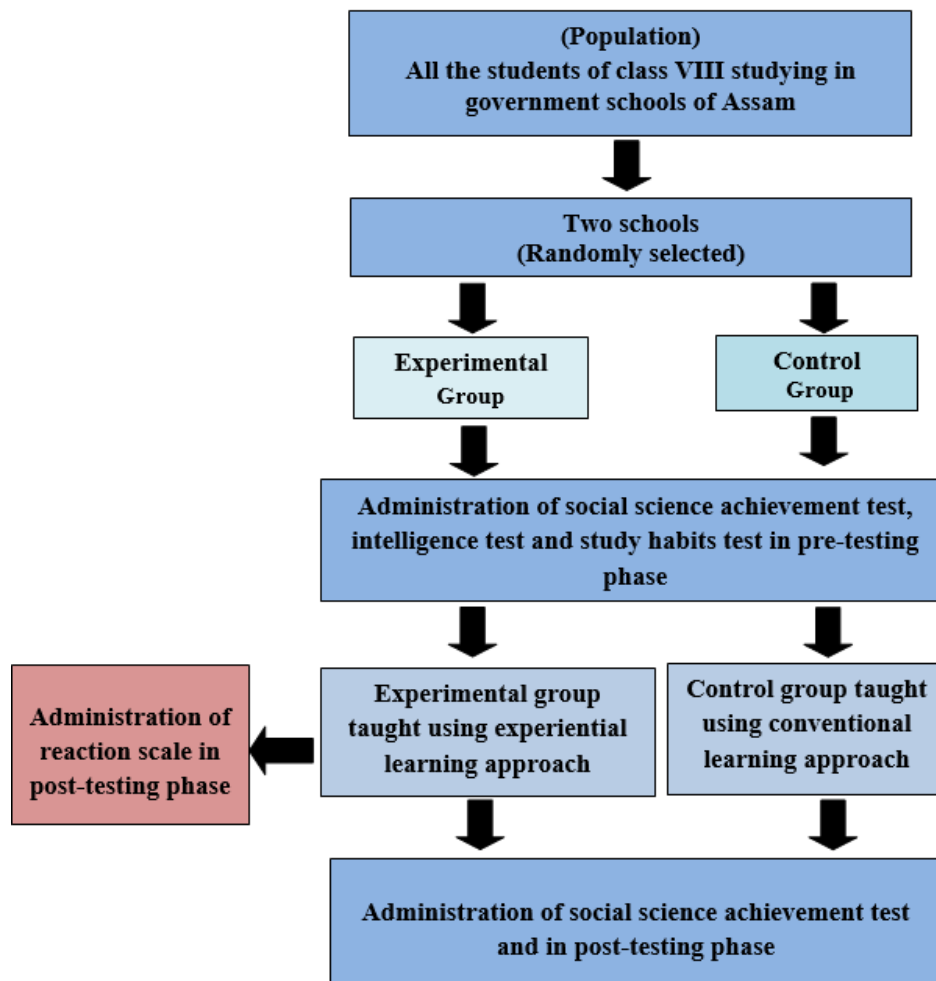 (Population)
All the students of class VIII studying in
government schools of Assam
Two schools
(Randomly selected)
Experimental
Group
Control
Group
Administration of social science achievement test,
intelligence test and study habits test in pre-testing
phase
Administration of
reaction scale in
post-testing phase
Experimental group
taught using experiential
learning approach
Control group taught
using conventional
learning approach
Administration of social science achievement test
and in post-testing phase